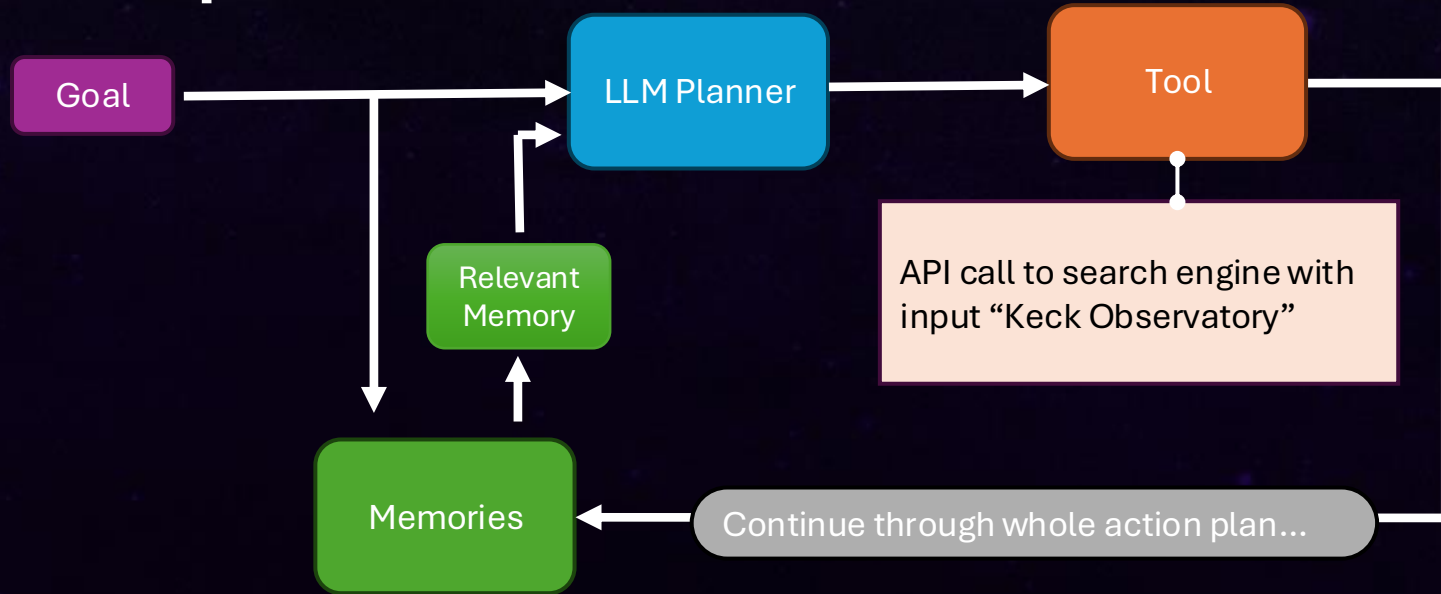 Goal
LLM Planner
Tool
Relevant
Memory
API call to search engine with
input “Keck Observatory”
Memories
Continue through whole action plan...